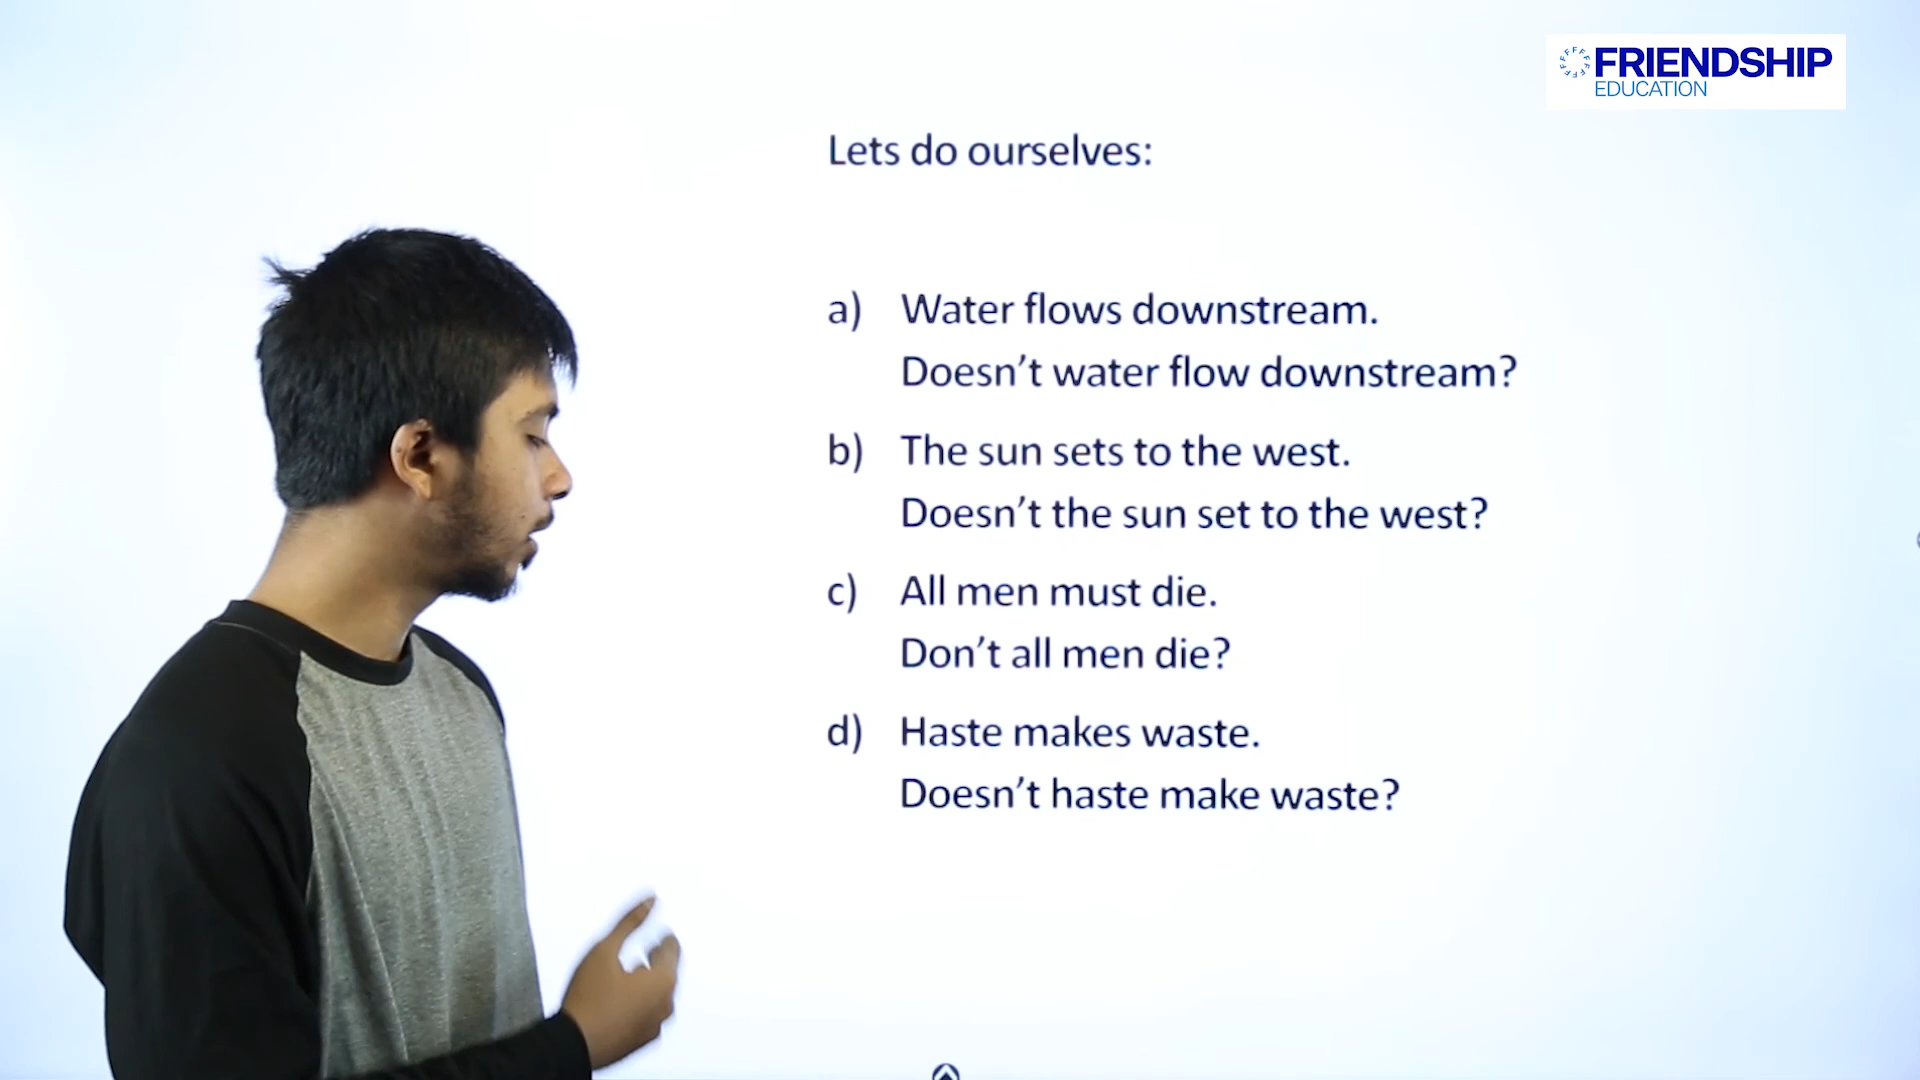 FRIENDSHIP
EDUCATION
Lets do ourselves:
a) Water flows downstream.
Doesn’t water flow downstream?
b) The sun sets to the west.
Doesn’t the sun set to the west?
c) All men must die.
Don’t all men die?
d) Haste makes waste.
Doesn’t haste make waste?